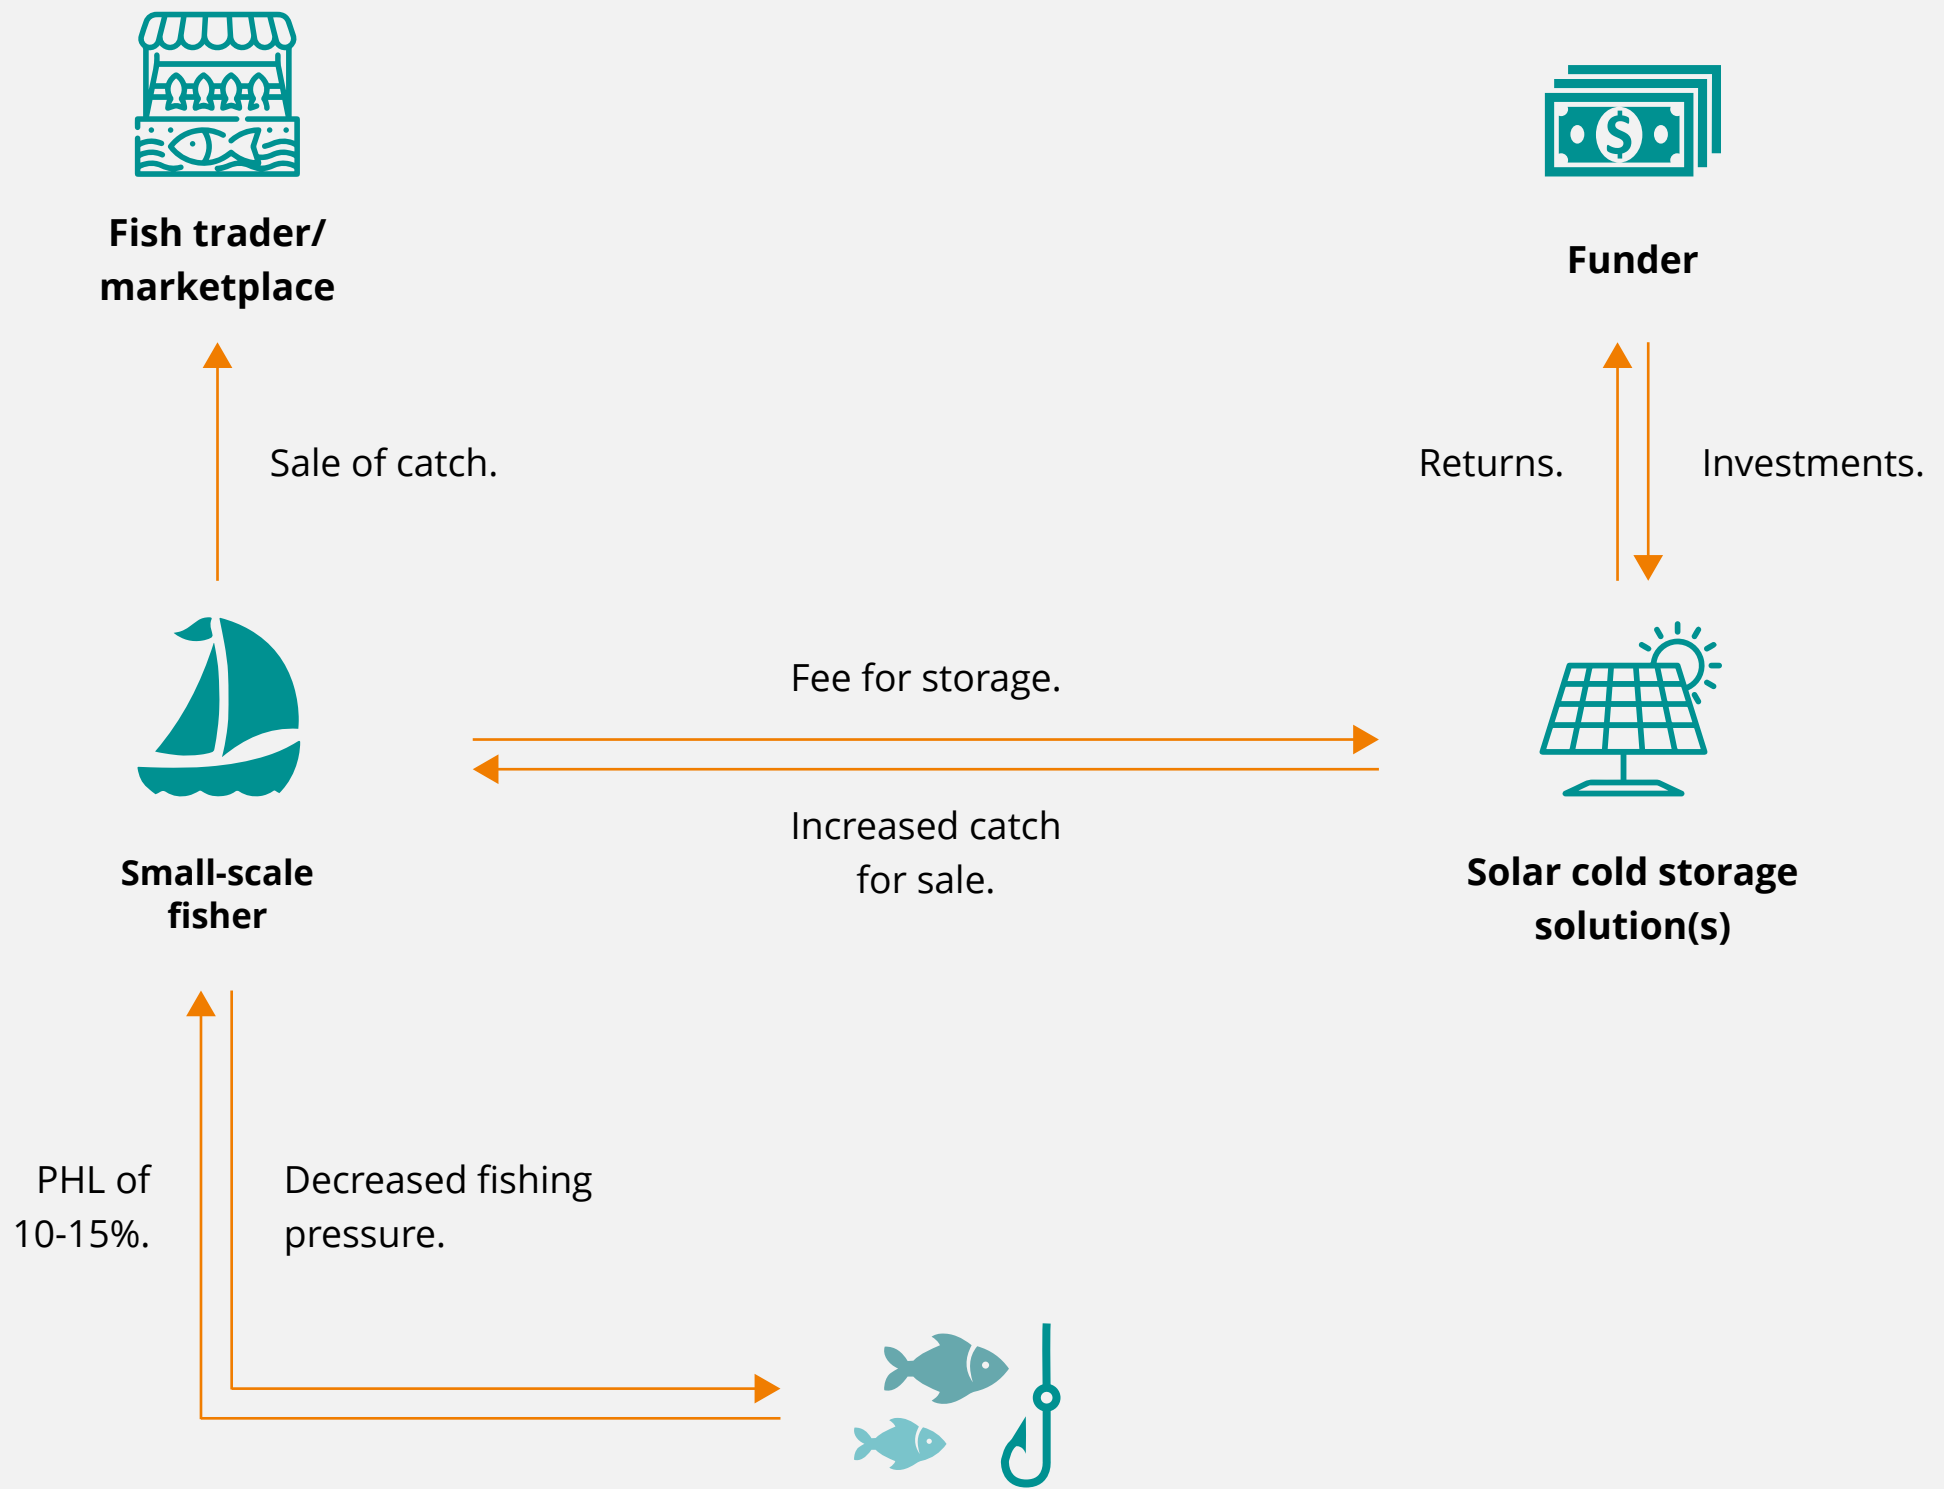 Fish trader/
marketplace
Funder
Sale of catch.
Returns.
Investments.
Fee for storage.
Increased catch
for sale.
Small-scale
fisher
Solar cold storage
solution(s)
PHL of
10-15%.
Decreased fishing
pressure.
$